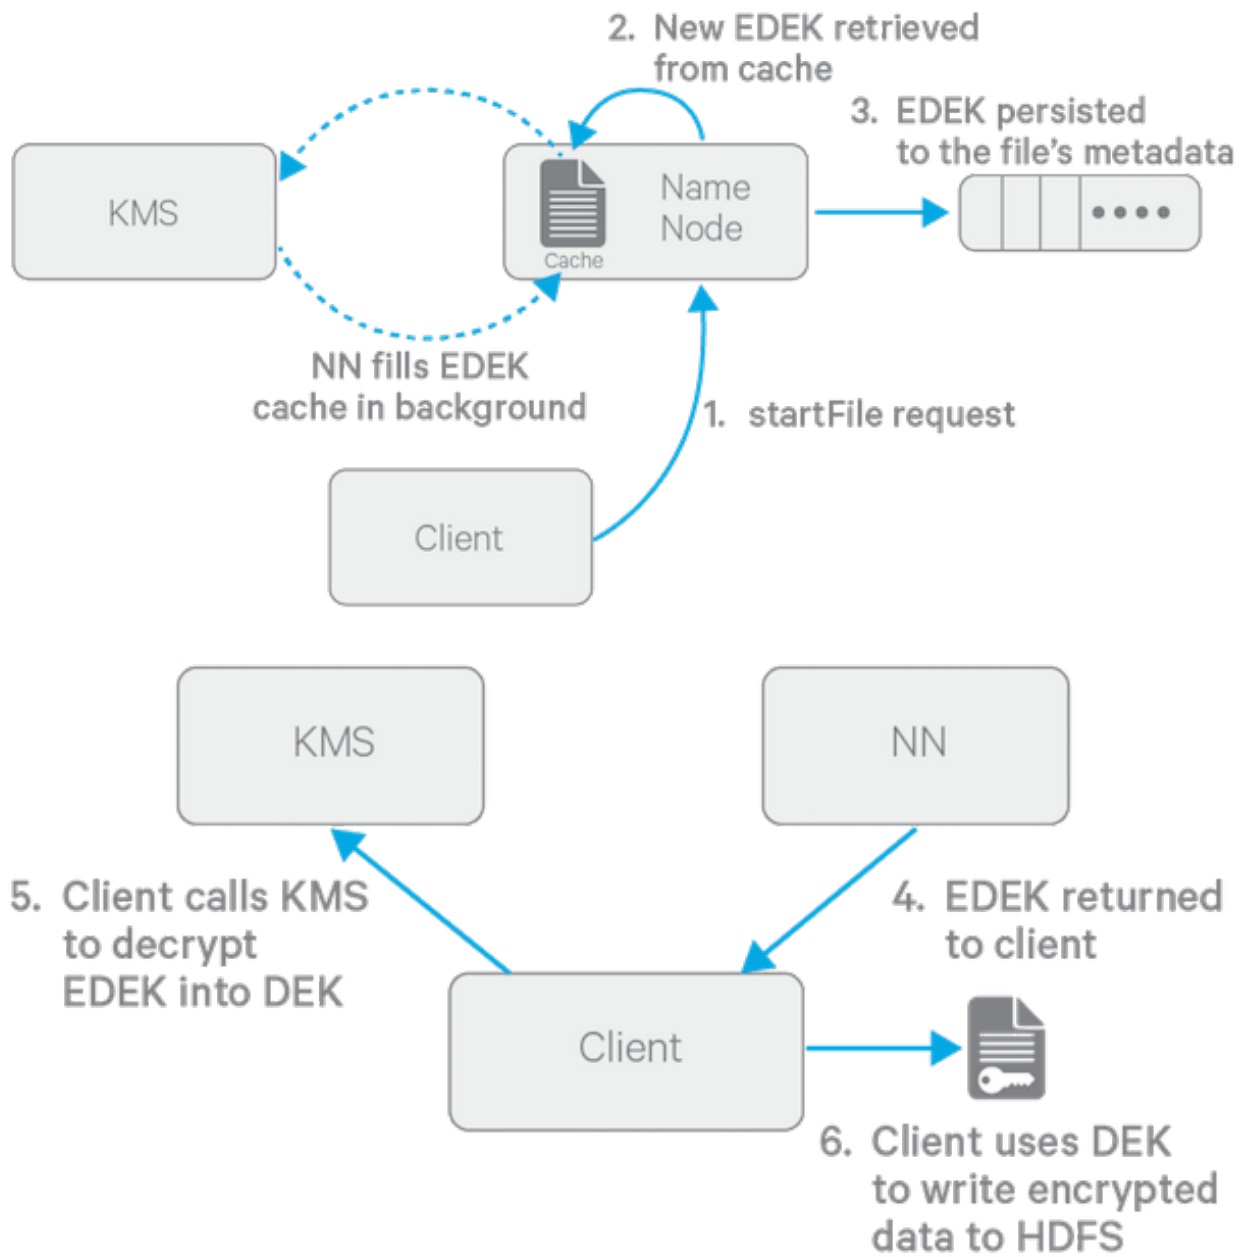 2. New EDEK retrieved
from cache
3. EDEK persisted
to the file's metadata
KMS
Name
Node
Cache
NN fills EDEK
cache in background
1. startFile request
Client
KMS
NN
5. Client calls KMS
to decrypt
EDEK into DEK
4. EDEK returned
to client
Client
6. Client uses DEK
to write encrypted
data to HDFS